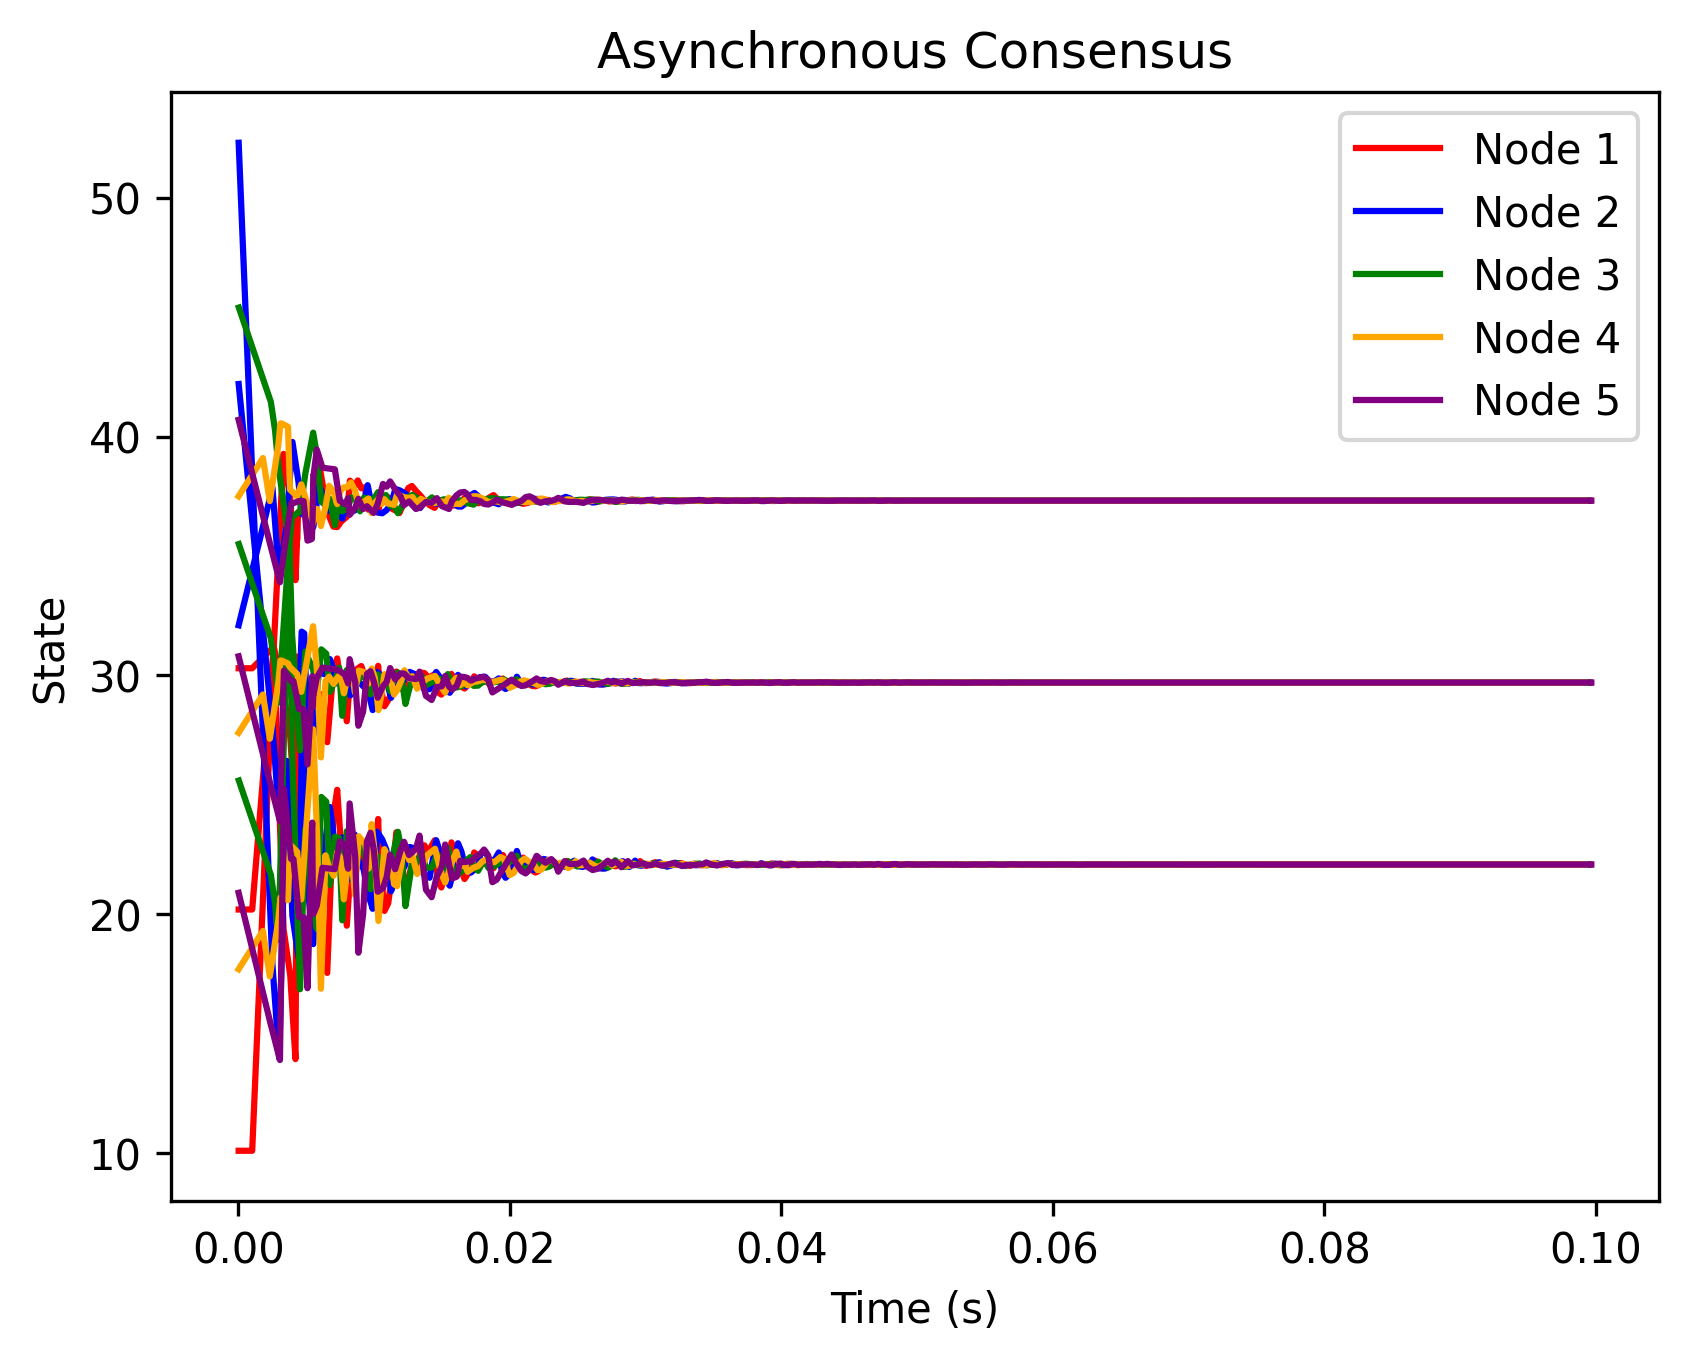 Asynchronous Consensus
Node 1
Node 2
Node 3
Node 4
Node 5
State
50
40
30
20
10
0.00 0.02 0.04 0.06 0.08 0.10
Time (s)